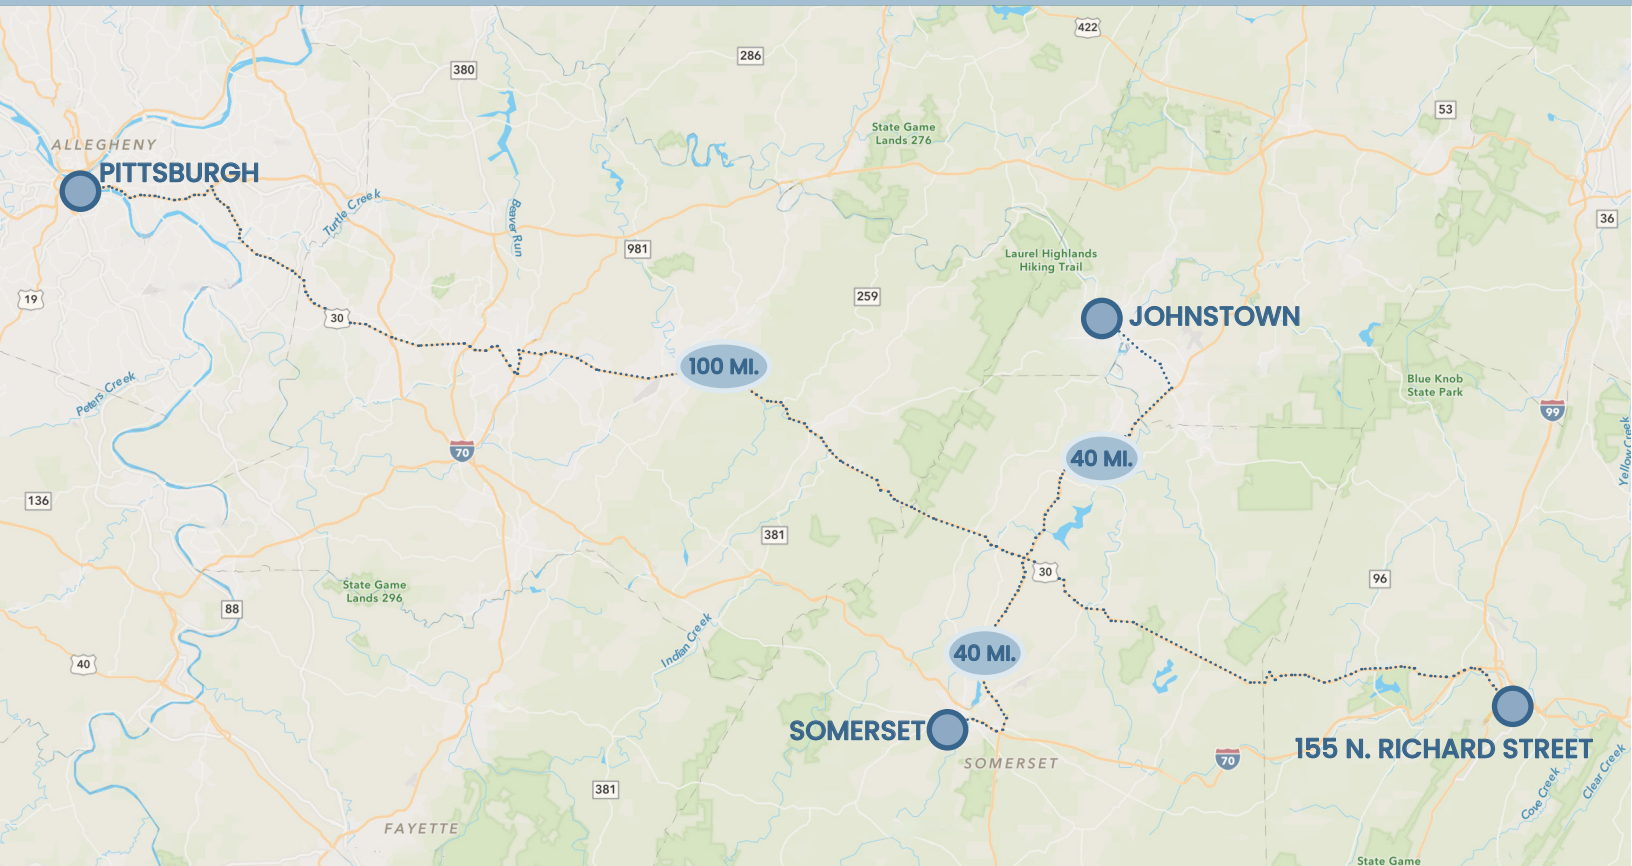 422
286
380
53
State Game
Lands 276
ALLEGHENY
PITTSBURGH
Turtle Creek
Beaver Run
36
981
Laurel Highlands
Hiking Trail
259
19
30
JOHNSTOWN
100 MI.
Peters Creek
Blue Knob
State Park
99
70
40 MI.
Yellow Creek
136
381
30
96
State Game
Lands 296
88
Indian Creek
40 MI.
40
SOMERSET
155 N. RICHARD STREET
SOMERSET
70
Cove Creek
Clear Creek
381
FAYETTE
State Game